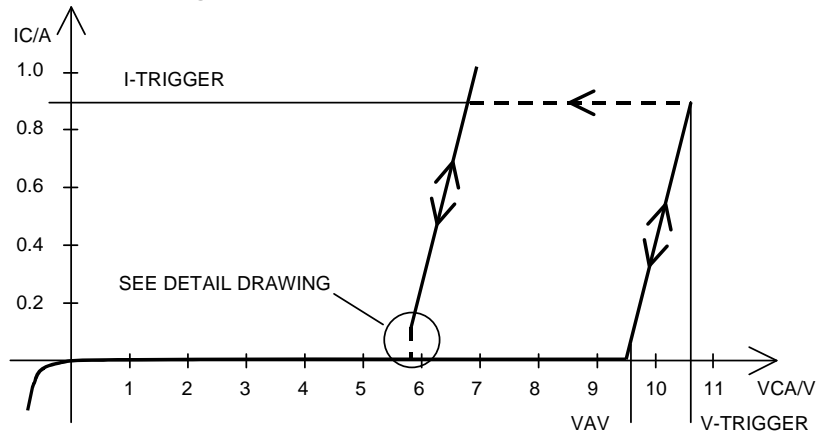 IC/A
1.0
I-TRIGGER
0.8
0.6
0.4
SEE DETAIL DRAWING
0.2
1 2 3 4 5 6 7 8 9 10 11 VCA/V
VAV V-TRIGGER